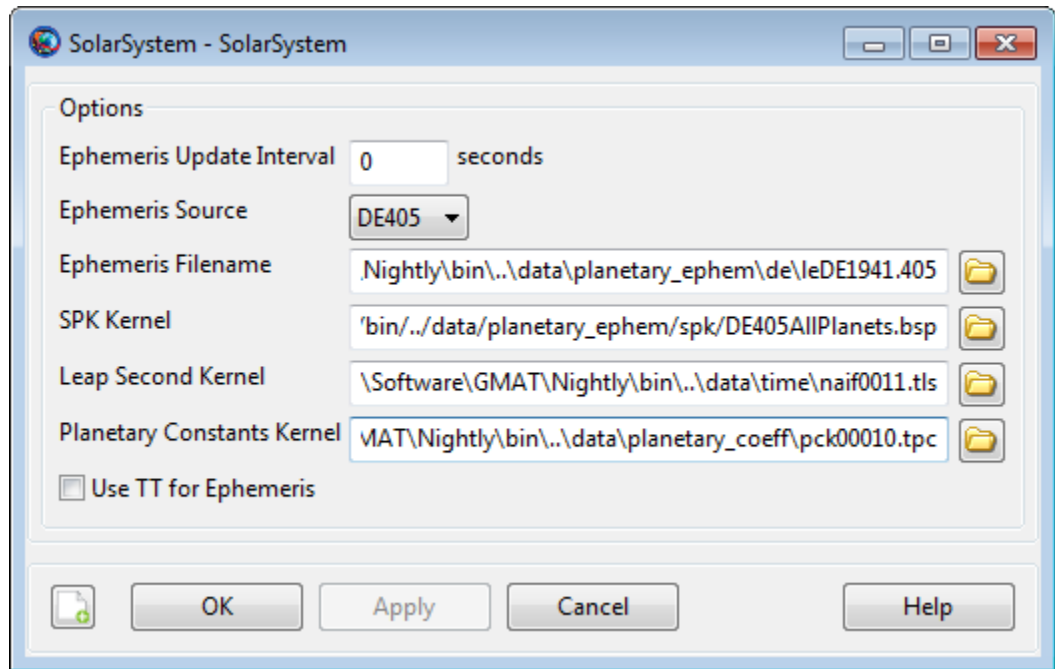 SolarSystem - SolarSystem
Options
Ephemeris Update Interval 0 seconds
Ephemeris Source DE405
Ephemeris Filename .Nightly\bin\..\data\planetary_ephem\de\leDE1941.405
SPK Kernel /bin/../data/planetary_ephem/spk/DE405AllPlanets.bsp
Leap Second Kernel \Software\GMAT\Nightly\bin\..\data\time\naif0011.tls
Planetary Constants Kernel MAT\Nightly\bin\..\data\planetary_coeff\pck00010.tpc
Use TT for Ephemeris
OK Apply Cancel Help